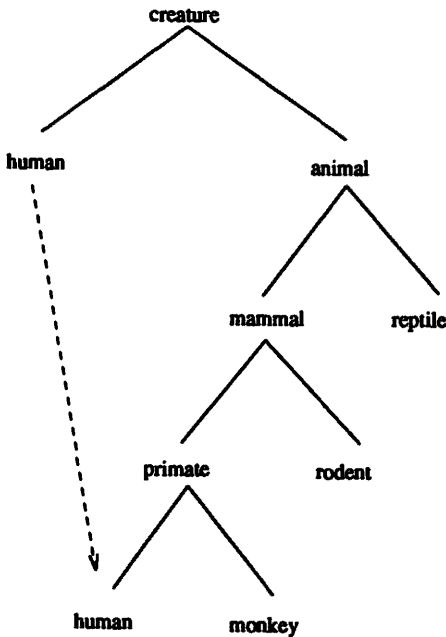 creature
human
animal
mammal
reptile
primate
rodent
human
monkey